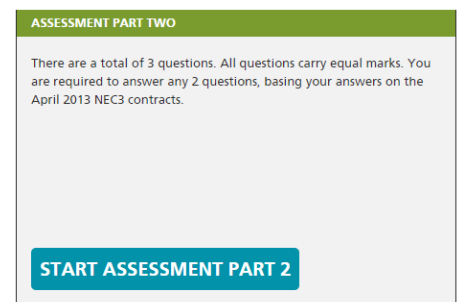 ASSESSMENT PART TWO
There are a total of 3 questions. All questions carry equal marks. You
are required to answer any 2 questions, basing your answers on the
April 2013 NEC3 contracts.
START ASSESSMENT PART 2